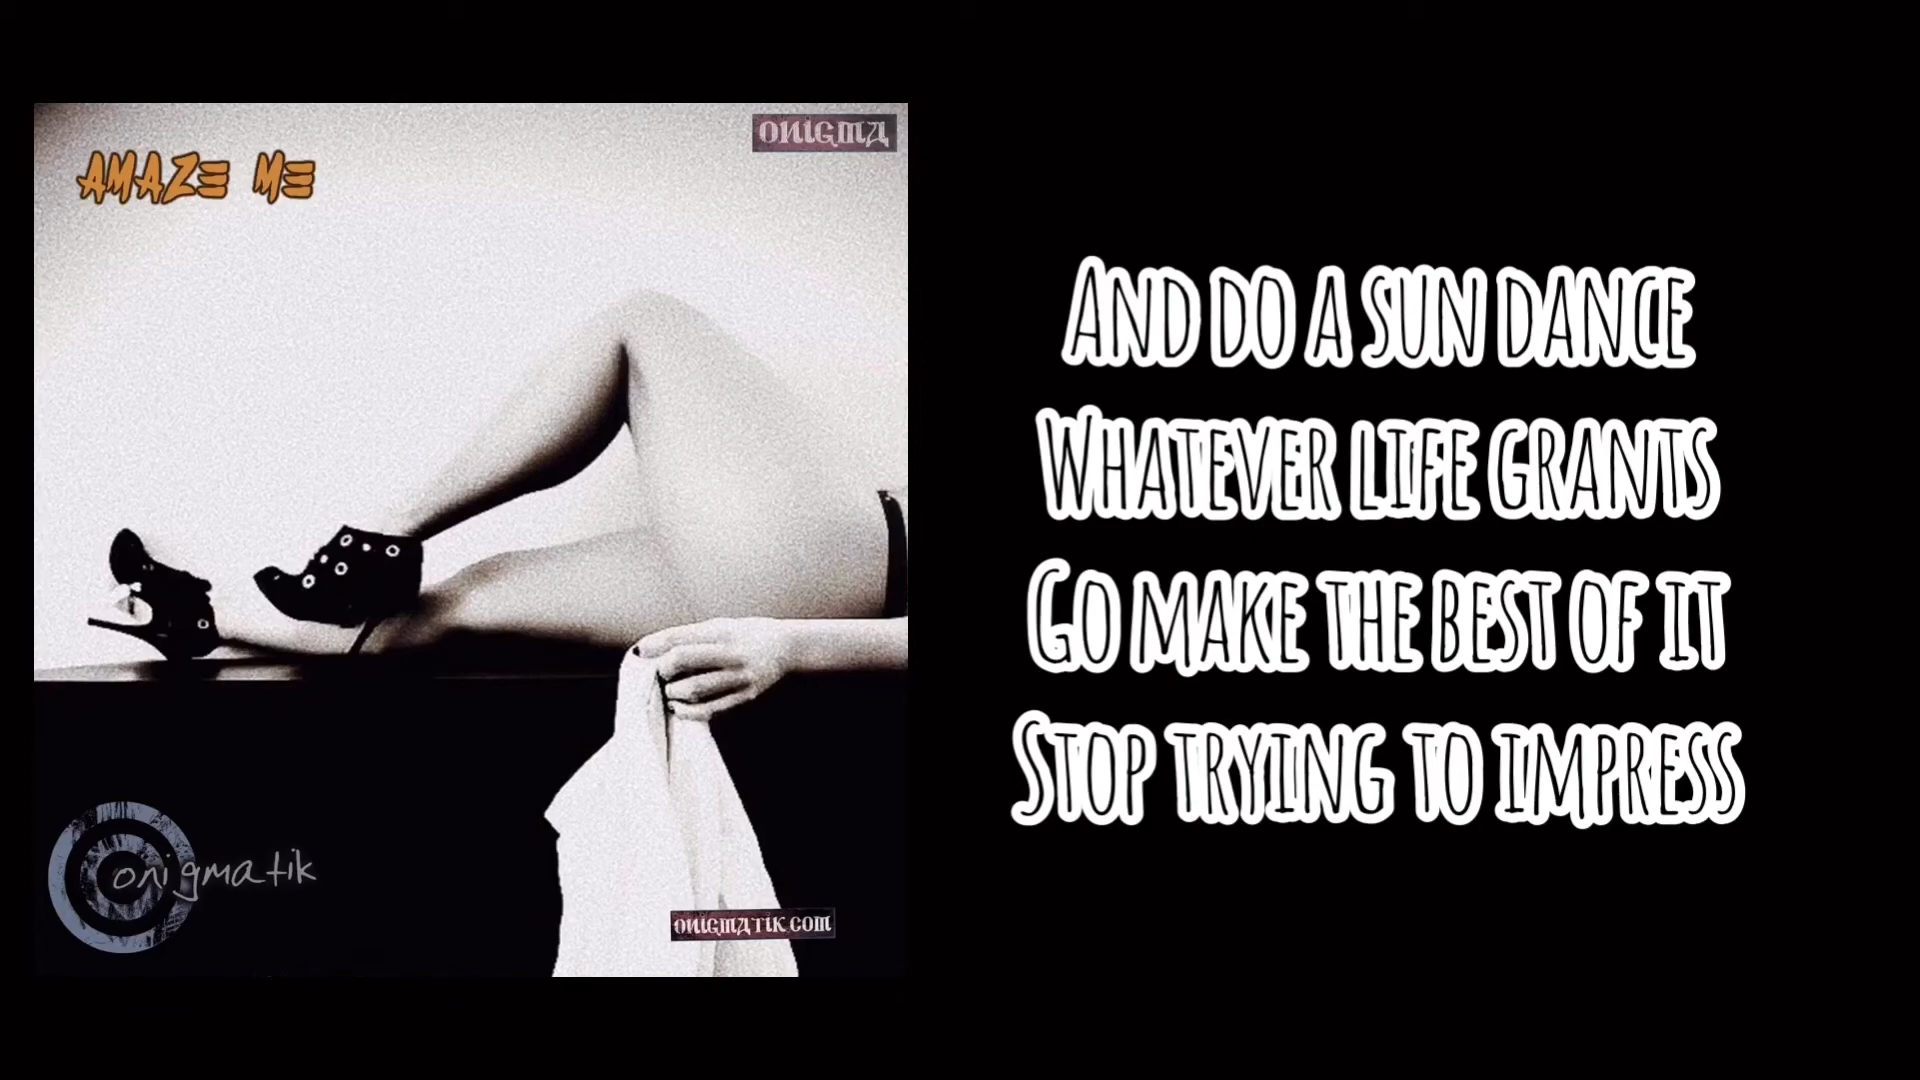 AMAZE ME
ONIGMA
AND DO A SUN DANCE
WHATEVER LIFE GRANTS
GO MAKE THE BEST OF IT
STOP TRYING TO IMPRESS
onigmatik
ONIGMATIK.COM